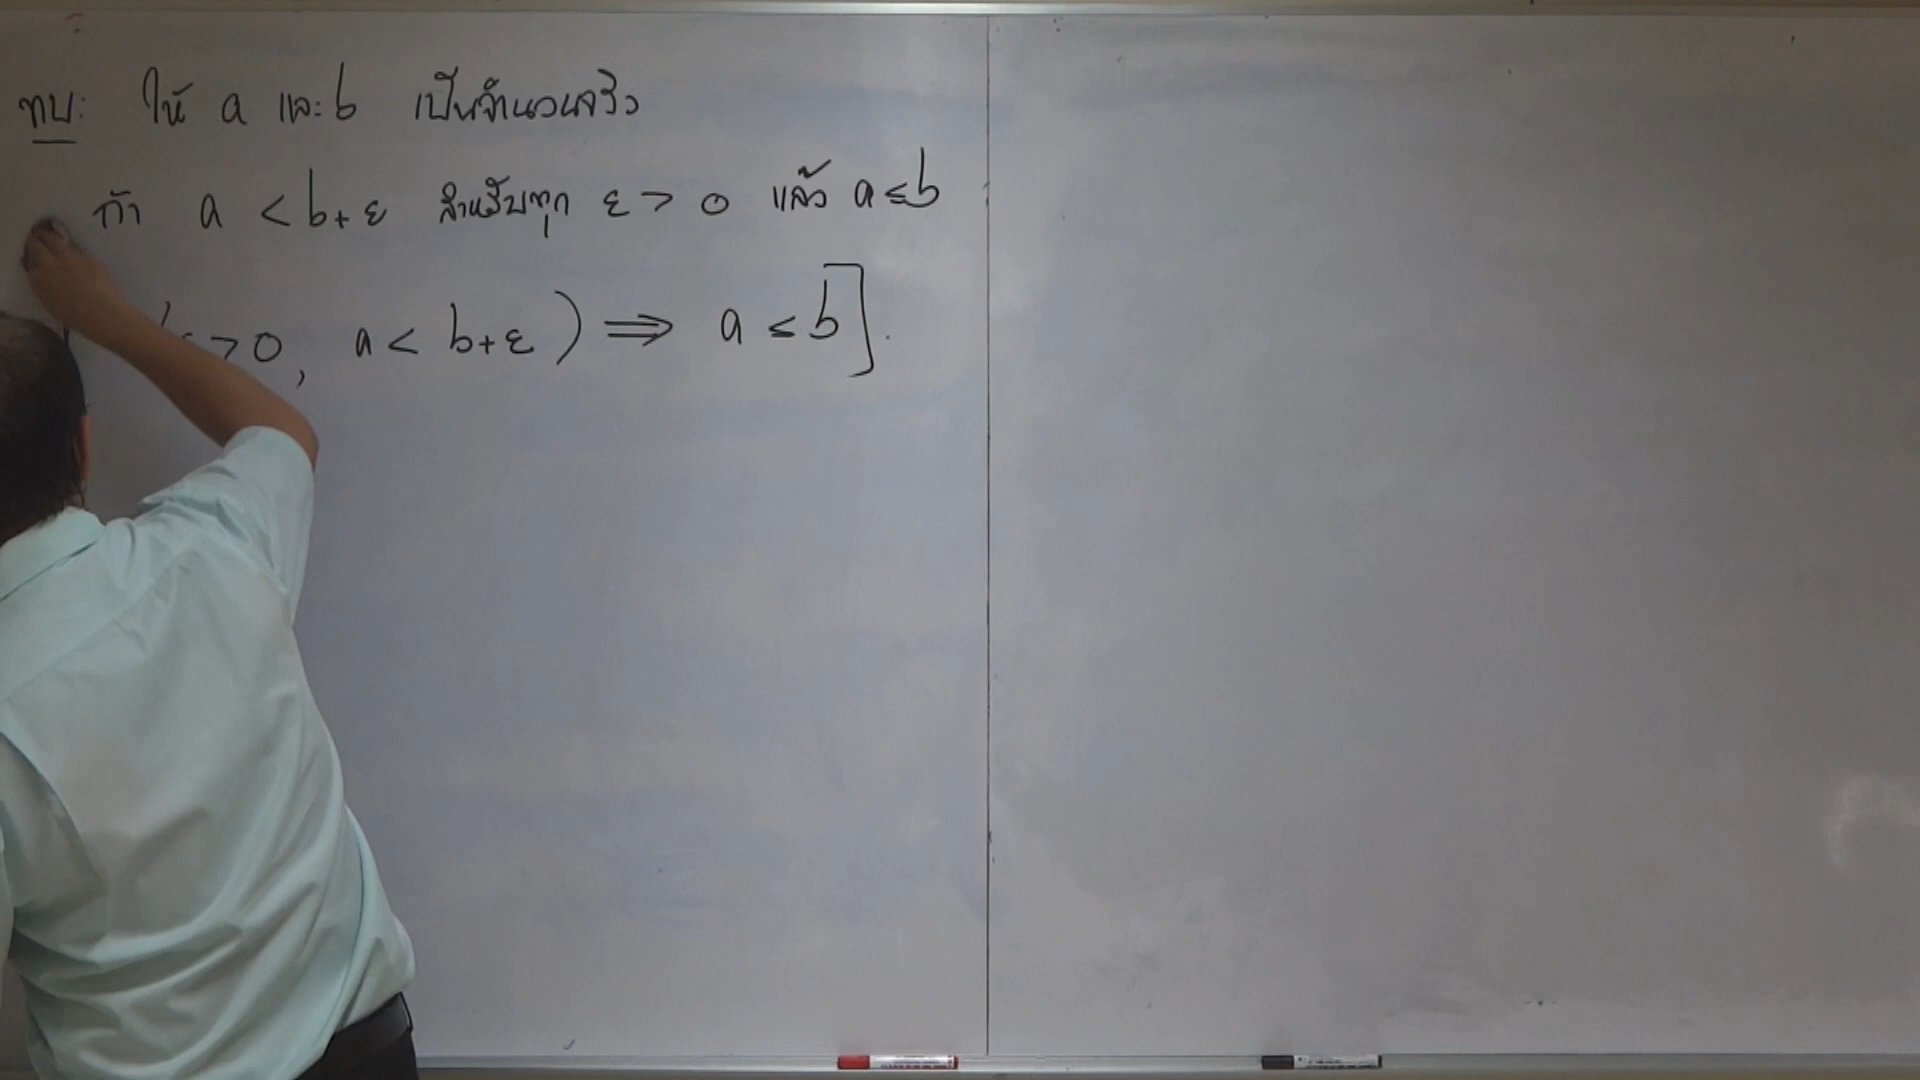 ทบ: ให้ a และ b เป็นจำนวนจริง
ถ้า a < b+ε สำหรับทุก ε > 0 แล้ว a ≤ b
ε > 0, a < b+ε ) ⇒ a ≤ b ].